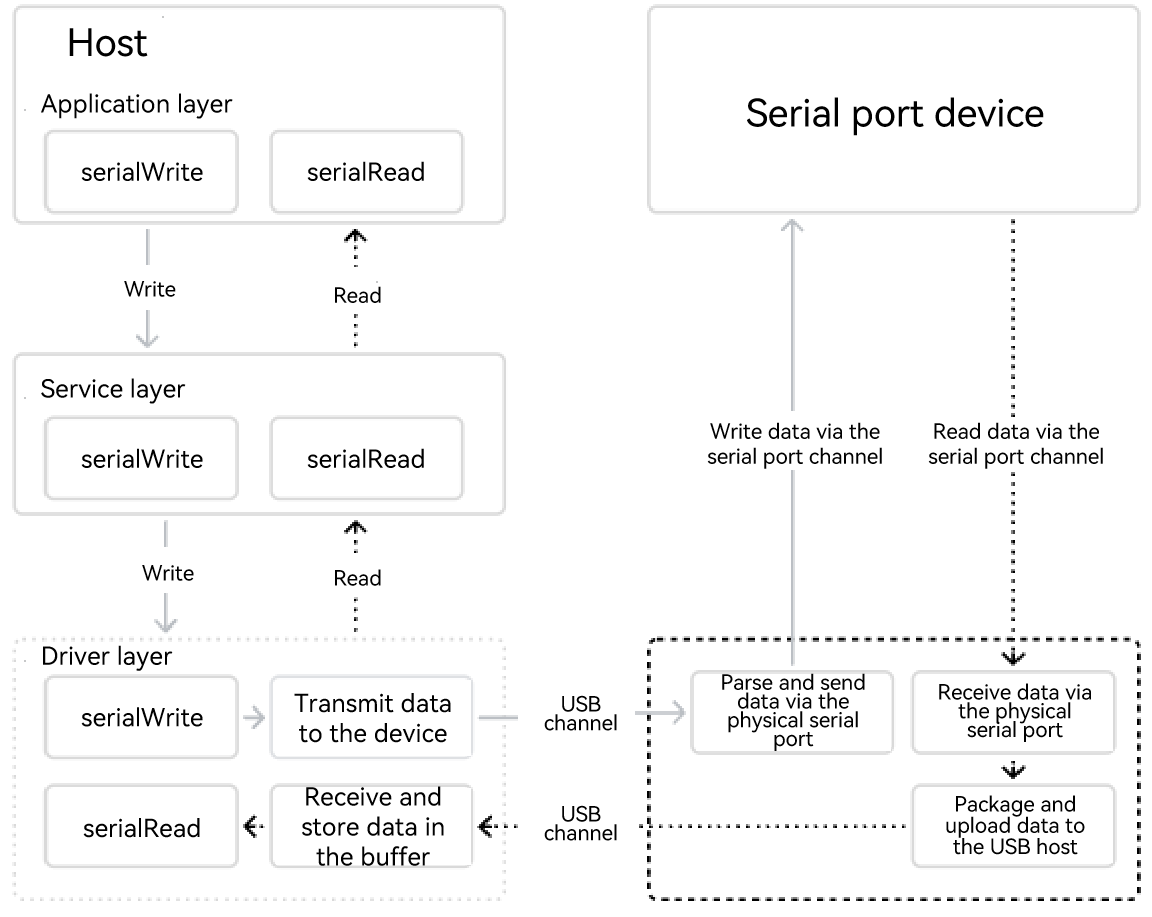 Host
Application layer
serialWrite
serialRead
Serial port device
Write
Read
Service layer
serialWrite
serialRead
Write data via the
serial port channel
Read data via the
serial port channel
Write
Read
Driver layer
serialWrite
Transmit data
to the device
USB
channel
Parse and send
data via the
physical serial
port
Receive data via
the physical
serial port
serialRead
Receive and
store data in
the buffer
USB
channel
Package and
upload data to
the USB host